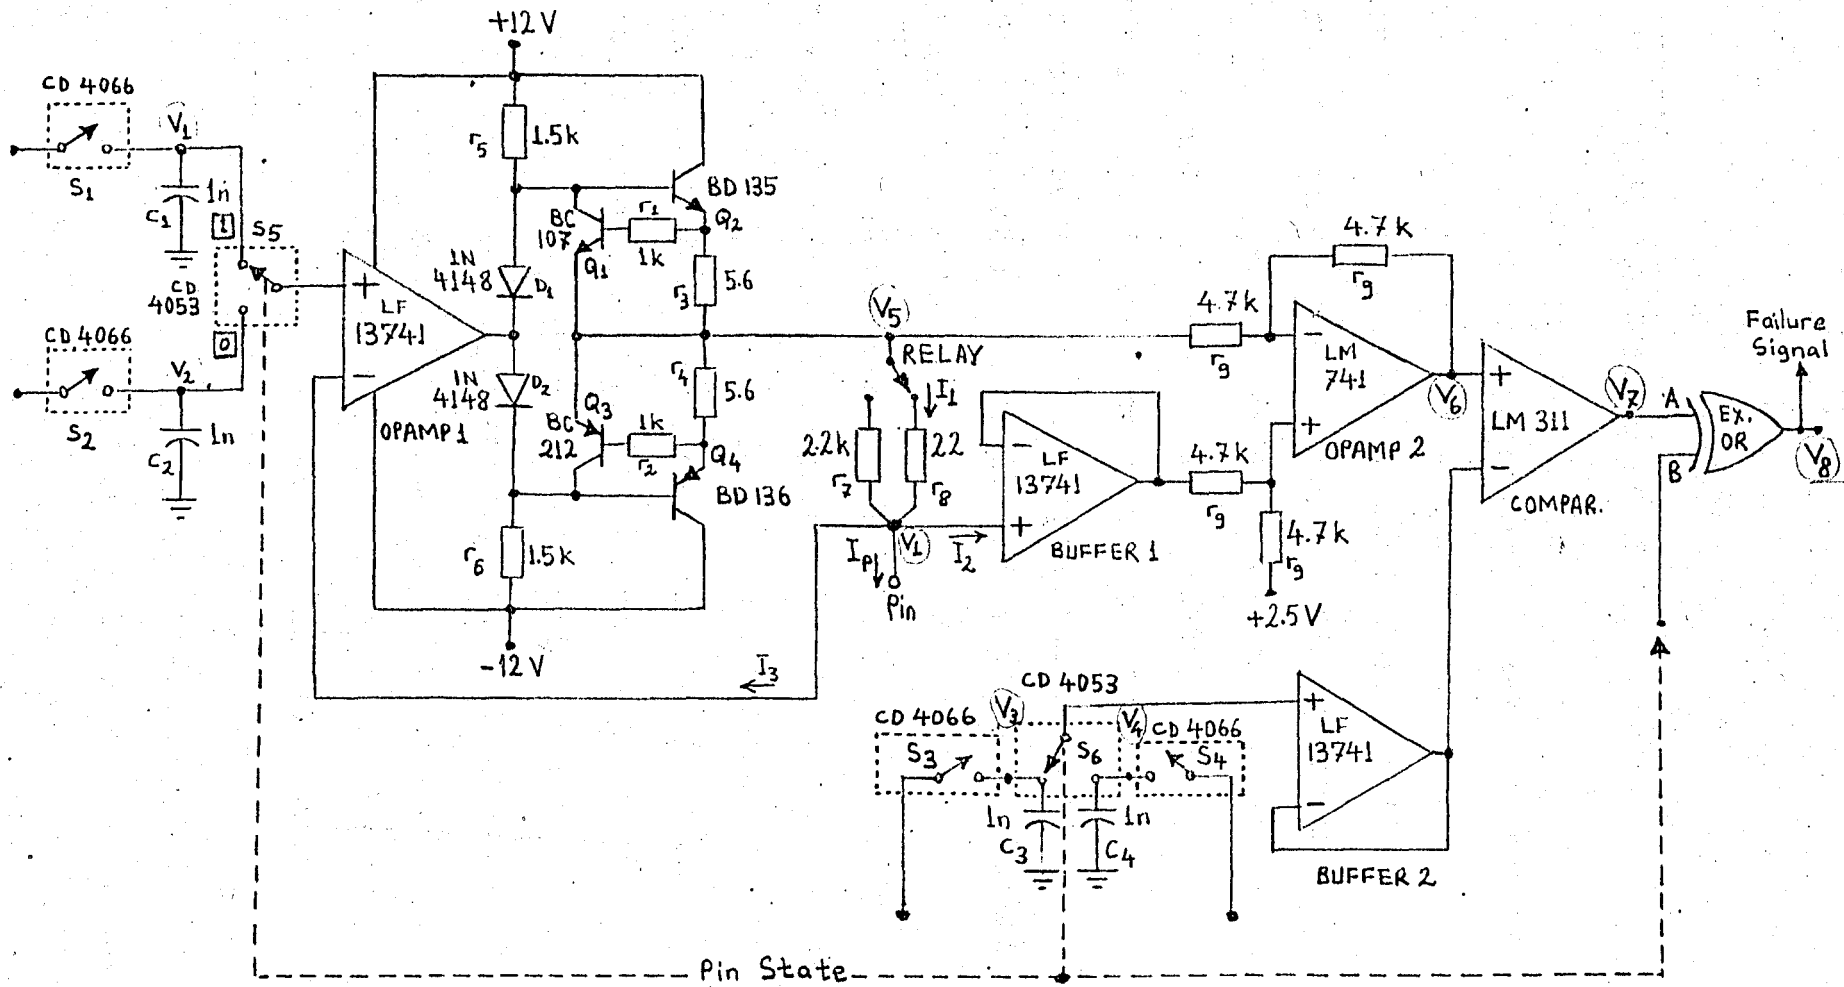 +12V
CD 4066
S1
V1
1n
C1
1
S5
CD
4053
0
CD 4066
S2
V2
1n
C2
+
LF
13741
−
OPAMP1
r5
1.5k
1N
4148
D1
1N
4148
D2
r6
1.5k
-12V
BC
107
Q1
r1
1k
BD 135
Q2
r3
5.6
r4
5.6
BC
212
Q3
1k
r2
Q4
BD 136
V5
RELAY
I1
2.2k
r7
22
r8
V1
I2
Ip
Pin
I3
−
LF
13741
+
BUFFER 1
4.7k
r9
4.7k
r9
4.7k
r9
4.7k
r9
+2.5V
−
LM
741
+
OPAMP 2
V6
+
LM 311
−
COMPAR.
V7
A
B
EX.
OR
Failure
Signal
V8
CD 4053
CD 4066
S3
V3
S6
V4
CD 4066
S4
1n
C3
1n
C4
+
LF
13741
−
BUFFER 2
Pin State